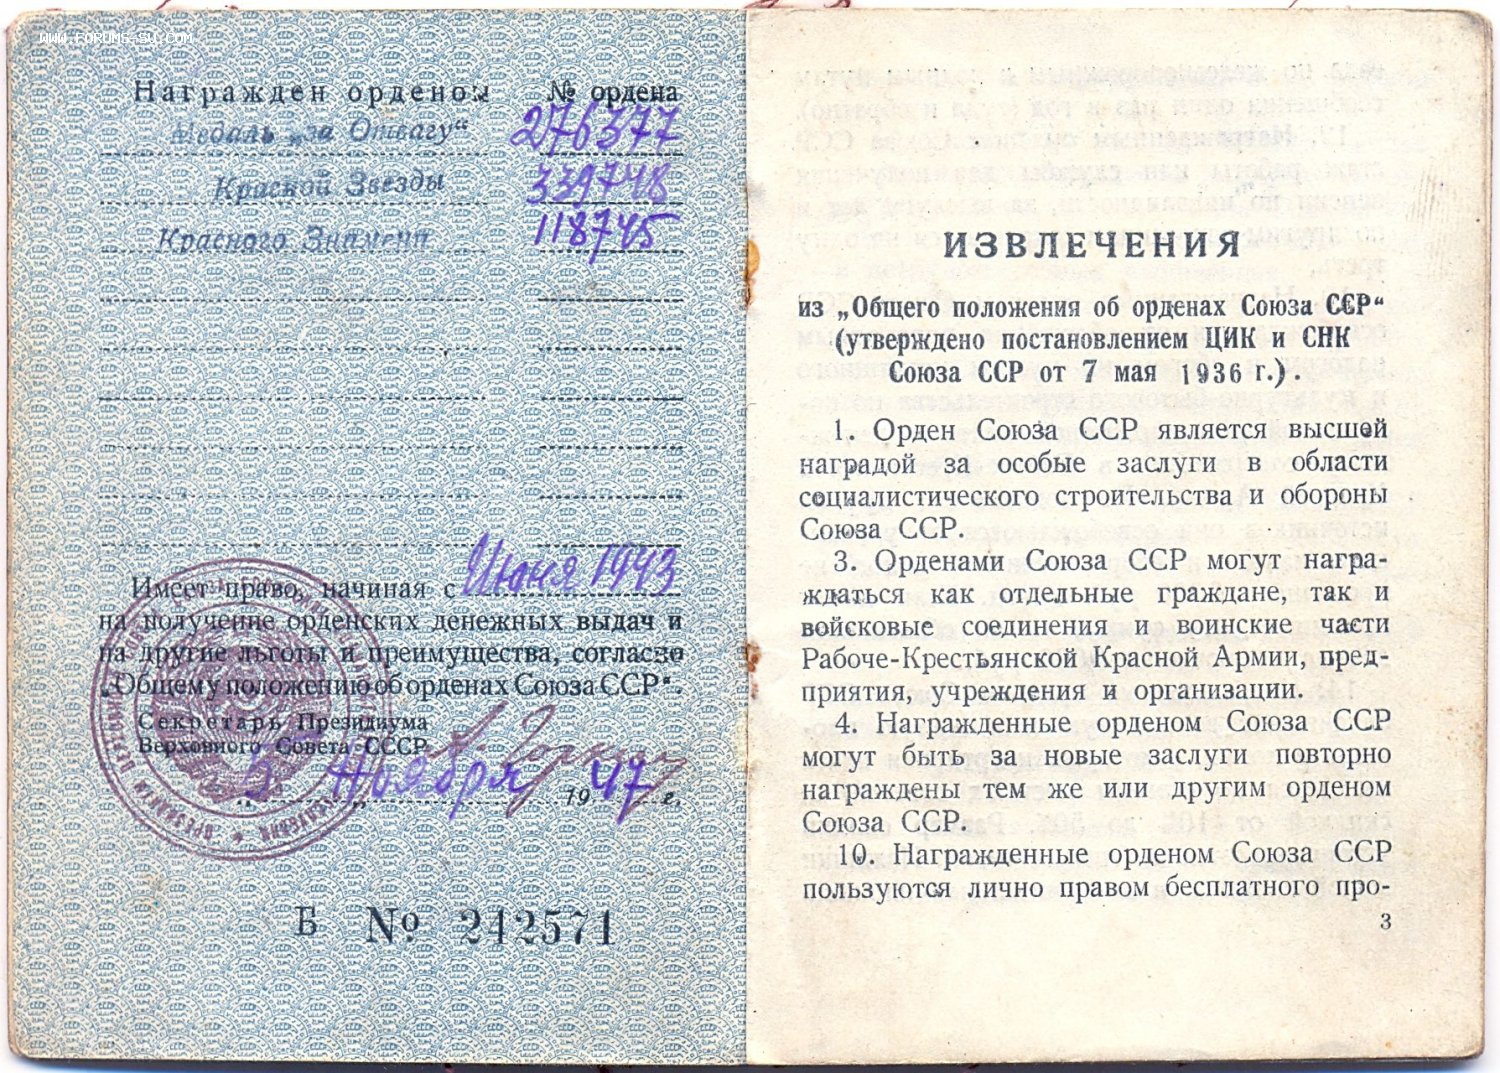 WWW.FORUMS-SU.COM
Награжден орденом № ордена
Медаль „за Отвагу“ 276377
Красной Звезды 339748
Красного Знамени 118745
Имеет право, начиная с Июня 1943
на получение орденских денежных выдач и
на другие льготы и преимущества, согласно
„Общему положению об орденах Союза ССР“.
Секретарь Президиума
Верховного Совета СССР
Ноября 1947 г.
Б № 242571
ИЗВЛЕЧЕНИЯ
из „Общего положения об орденах Союза ССР“
(утверждено постановлением ЦИК и СНК
Союза ССР от 7 мая 1936 г.).
1. Орден Союза ССР является высшей
наградой за особые заслуги в области
социалистического строительства и обороны
Союза ССР.
3. Орденами Союза ССР могут награ-
ждаться как отдельные граждане, так и
войсковые соединения и воинские части
Рабоче-Крестьянской Красной Армии, пред-
приятия, учреждения и организации.
4. Награжденные орденом Союза ССР
могут быть за новые заслуги повторно
награждены тем же или другим орденом
Союза ССР.
10. Награжденные орденом Союза ССР
пользуются лично правом бесплатного про-
3